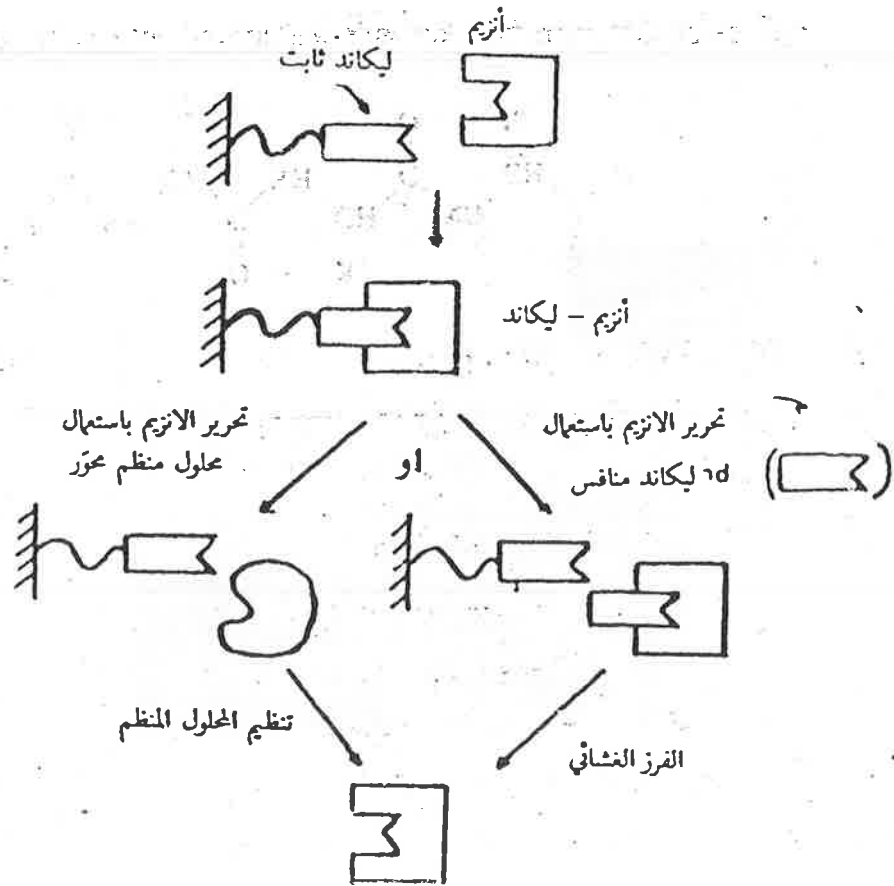 أنزيم
ليكاند ثابت
أنزيم – ليكاند
تحرير الانزيم باستعمال
ליكاند منافس
تحرير الانزيم باستعمال
محلول منظم محوّر
او
تنظيم المحلول المنظم
الفرز الغشائي